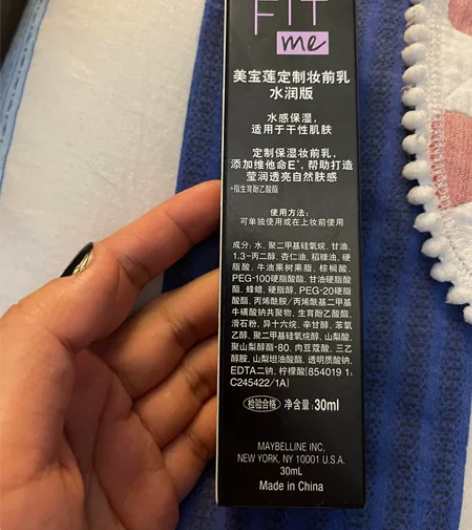 FIT
me
美宝莲定制妆前乳
水润版
水感保湿，
适用于干性肌肤
定制保湿妆前乳，
添加维他命E*，帮助打造
莹润透亮自然肤感
*指生育酚乙酸酯
使用方法：
可单独使用或在上妆前使用
成分：水、聚二甲基硅氧烷、甘油、
1,3-丙二醇、杏仁油、稻糠油、硬
脂酸、牛油果树果脂、棕榈酸、
PEG-100硬脂酸酯、甘油硬脂酸
酯、蜂蜡、硬脂醇、PEG-20硬脂
酸酯、丙烯酰胺/丙烯酰基二甲基
牛磺酸钠共聚物、生育酚乙酸酯、
滑石粉、异十六烷、辛甘醇、苯氧
乙醇、聚二甲基硅氧烷醇、山梨酸、
聚山梨醇酯-80、肉豆蔻酸、三乙
醇胺、山梨坦油酸酯、透明质酸钠、
EDTA二钠、柠檬酸[854019 1;
C245422/1A]
检验合格 净含量：30ml
MAYBELLINE INC,
NEW YORK, NY 10001 U.S.A.
30mL
Made in China